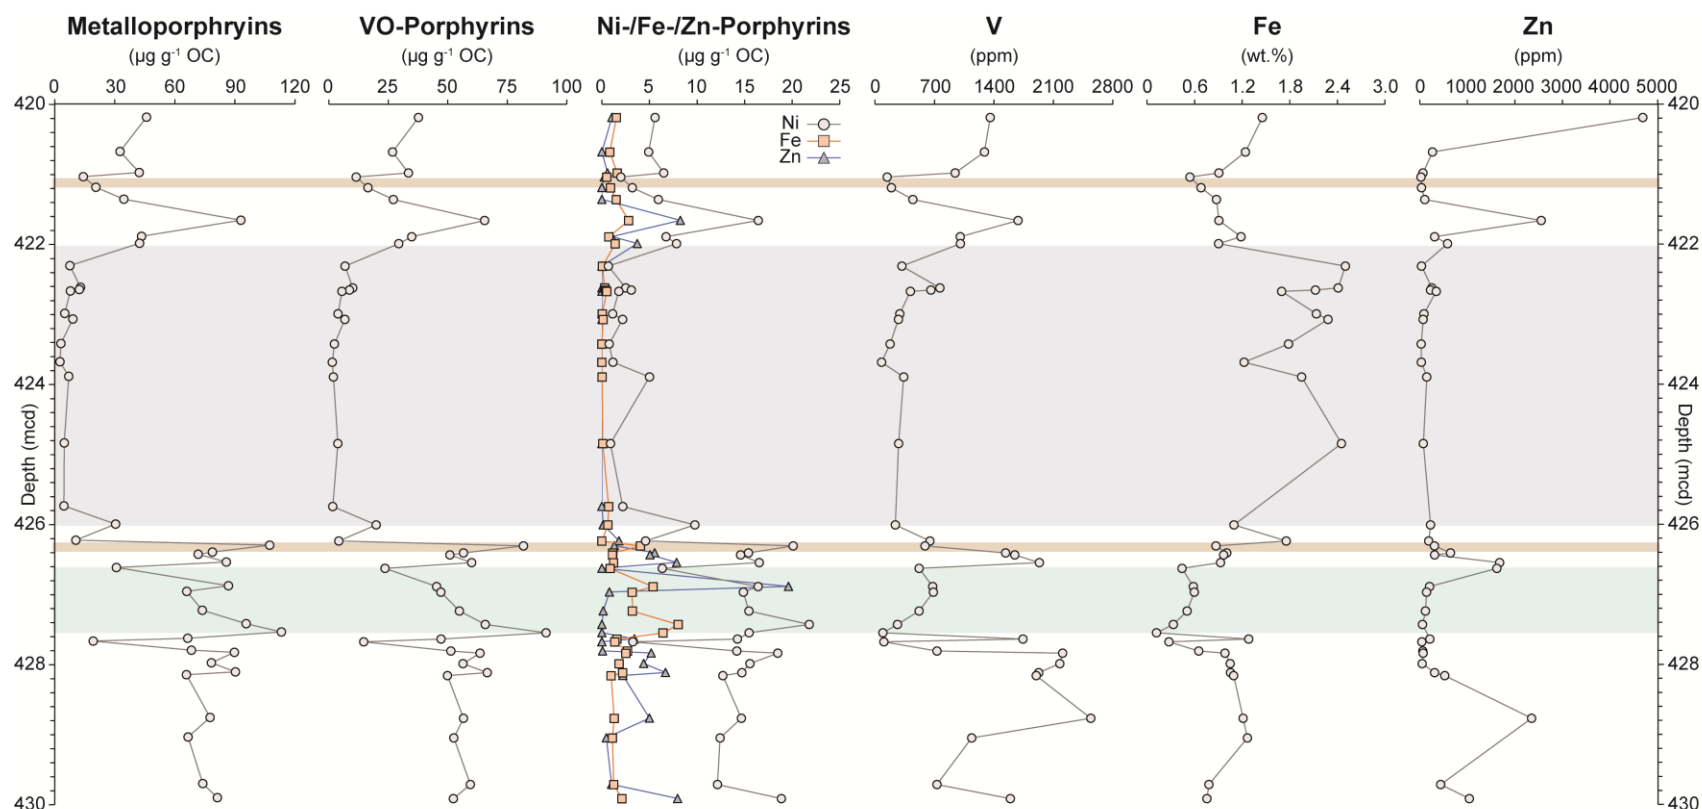 Metalloporphryins VO-Porphyrins Ni-/Fe-/Zn-Porphyrins V Fe Zn
(µg g⁻¹ OC) (µg g⁻¹ OC) (µg g⁻¹ OC) (ppm) (wt.%) (ppm)
0 30 60 90 120 0 25 50 75 100 0 5 10 15 20 25 0 700 1400 2100 2800 0 0.6 1.2 1.8 2.4 3.0 0 1000 2000 3000 4000 5000
420 420
Ni
Fe
Zn
422 422
424 424
Depth (mcd) Depth (mcd)
426 426
428 428
430 430